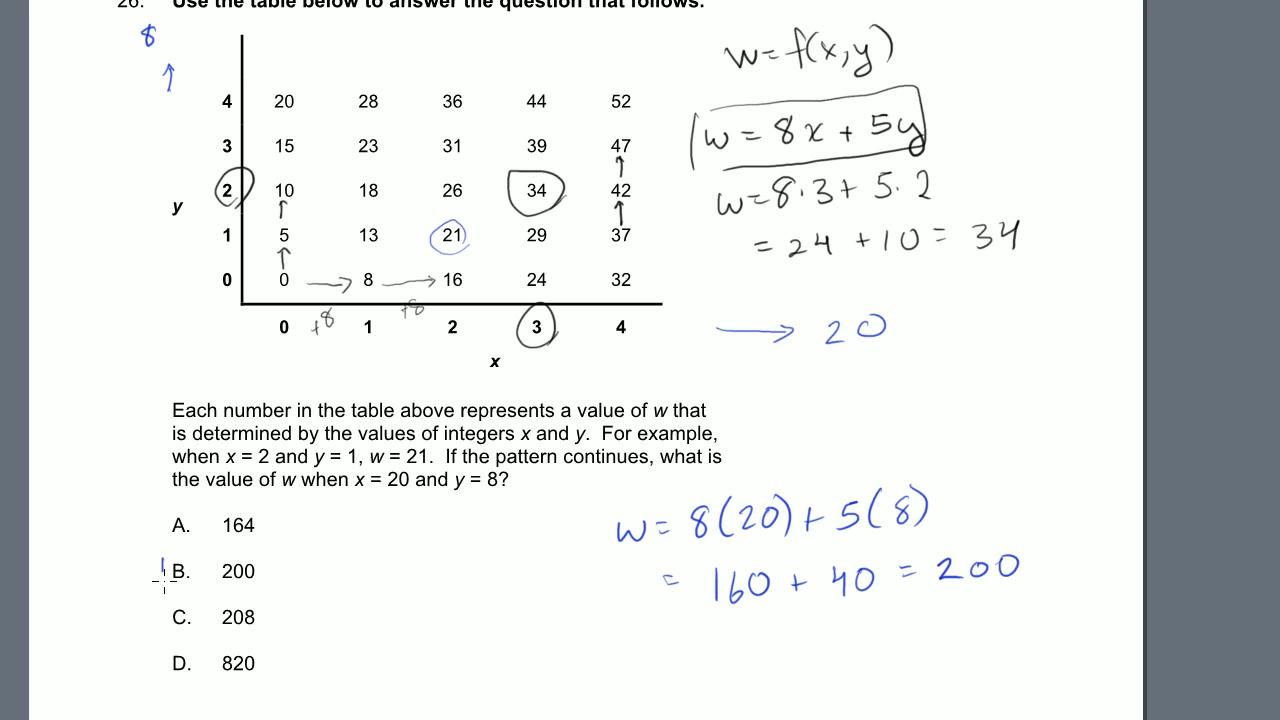 26. Use the table below to answer the question that follows.
8
↑
w = f(x,y)
4 20 28 36 44 52
w = 8x + 5y
3 15 23 31 39 47
2 10 18 26 34 42
w = 8·3 + 5·2
y
1 5 13 21 29 37
= 24 + 10 = 34
0 0 8 16 24 32
+8 +8
0 1 2 3 4
→ 20
x
Each number in the table above represents a value of w that
is determined by the values of integers x and y. For example,
when x = 2 and y = 1, w = 21. If the pattern continues, what is
the value of w when x = 20 and y = 8?
w = 8(20) + 5(8)
= 160 + 40 = 200
A. 164
B. 200
C. 208
D. 820